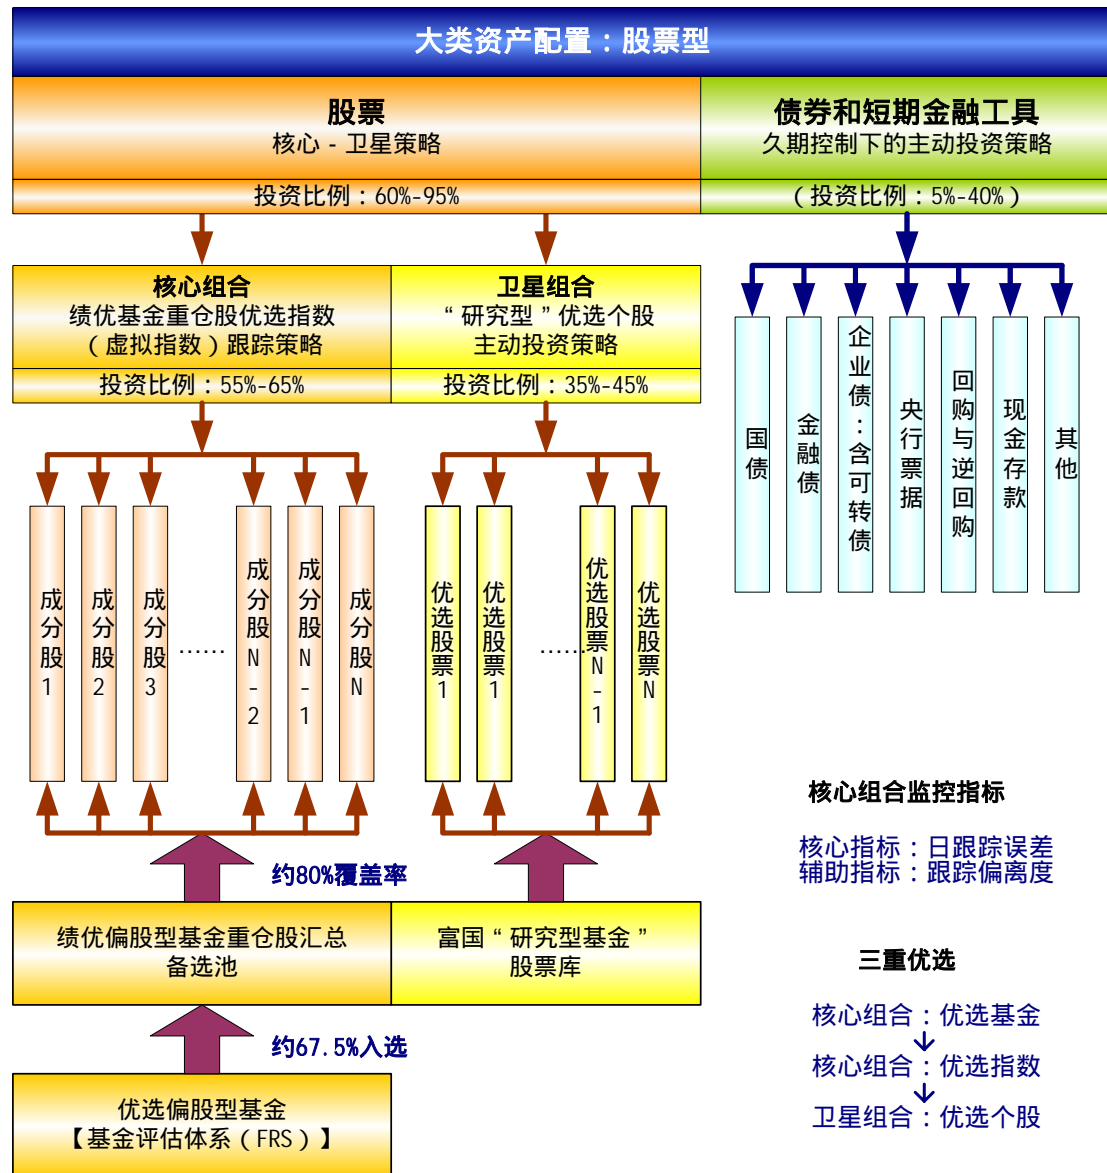 大类资产配置：股票型
股票
核心 - 卫星策略
投资比例：60%-95%
债券和短期金融工具
久期控制下的主动投资策略
（投资比例：5%-40%）
核心组合
绩优基金重仓股优选指数
（虚拟指数）跟踪策略
投资比例：55%-65%
卫星组合
“研究型”优选个股
主动投资策略
投资比例：35%-45%
国债
金融债
企业债：含可转债
央行票据
回购与逆回购
现金存款
其他
成分股1
成分股2
成分股3
……
成分股N-2
成分股N-1
成分股N
优选股票1
优选股票1
……
优选股票N-1
优选股票N
约80%覆盖率
绩优偏股型基金重仓股汇总
备选池
富国“研究型基金”
股票库
约67.5%入选
优选偏股型基金
【基金评估体系（FRS）】
核心组合监控指标
核心指标：日跟踪误差
辅助指标：跟踪偏离度
三重优选
核心组合：优选基金
核心组合：优选指数
卫星组合：优选个股